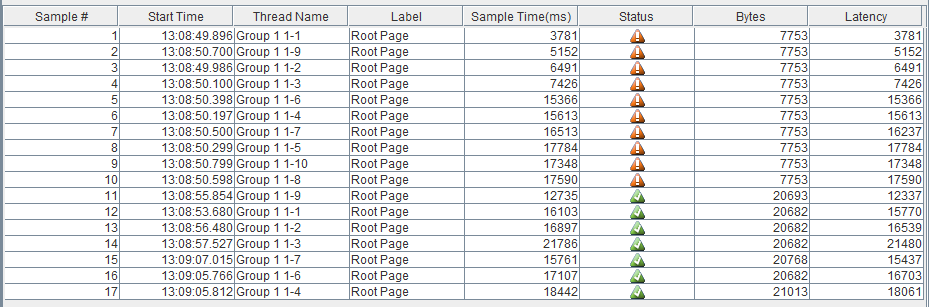 Sample # Start Time Thread Name Label Sample Time(ms) Status Bytes Latency
1 13:08:49.896 Group 1 1-1 Root Page 3781 7753 3781
2 13:08:50.700 Group 1 1-9 Root Page 5152 7753 5152
3 13:08:49.986 Group 1 1-2 Root Page 6491 7753 6491
4 13:08:50.100 Group 1 1-3 Root Page 7426 7753 7426
5 13:08:50.398 Group 1 1-6 Root Page 15366 7753 15366
6 13:08:50.197 Group 1 1-4 Root Page 15613 7753 15613
7 13:08:50.500 Group 1 1-7 Root Page 16513 7753 16237
8 13:08:50.299 Group 1 1-5 Root Page 17784 7753 17784
9 13:08:50.799 Group 1 1-10 Root Page 17348 7753 17348
10 13:08:50.598 Group 1 1-8 Root Page 17590 7753 17590
11 13:08:55.854 Group 1 1-9 Root Page 12735 20693 12337
12 13:08:53.680 Group 1 1-1 Root Page 16103 20682 15770
13 13:08:56.480 Group 1 1-2 Root Page 16897 20682 16539
14 13:08:57.527 Group 1 1-3 Root Page 21786 20682 21480
15 13:09:07.015 Group 1 1-7 Root Page 15761 20768 15437
16 13:09:05.766 Group 1 1-6 Root Page 17107 20682 16703
17 13:09:05.812 Group 1 1-4 Root Page 18442 21013 18061